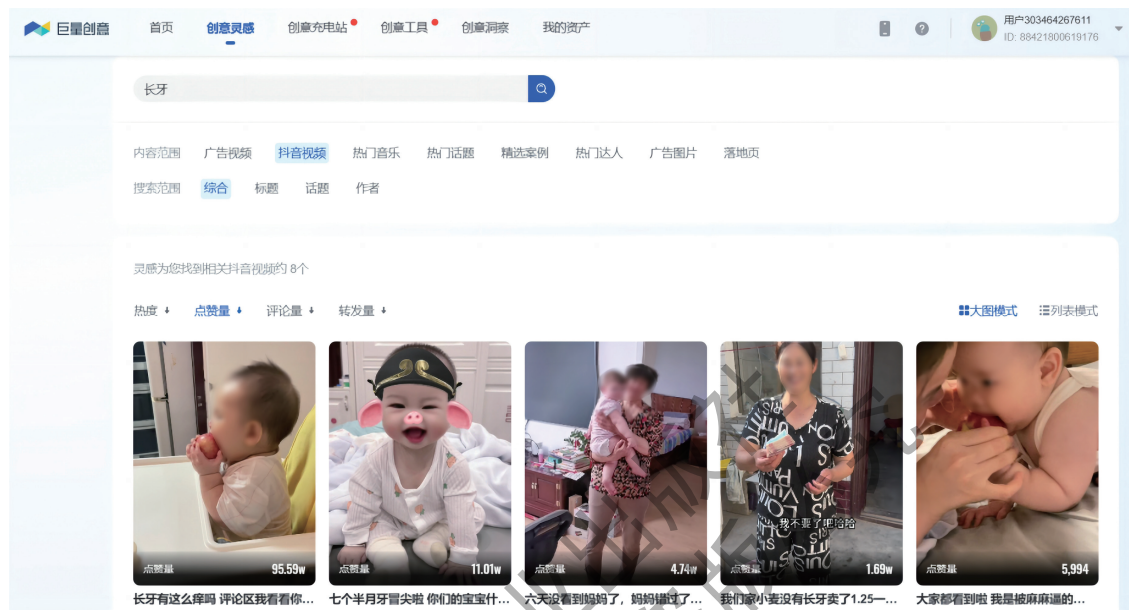 巨量创意 首页 创意灵感 创意充电站 创意工具 创意洞察 我的资产 用户303464267611
ID: 88421800619176
长牙
内容范围 广告视频 抖音视频 热门音乐 热门话题 精选案例 热门达人 广告图片 落地页
搜索范围 综合 标题 话题 作者
灵感为您找到相关抖音视频约 8个
热度 点赞量 评论量 转发量 大图模式 列表模式
我不要了吧哈哈
点赞量 95.59w 点赞量 11.01w 点赞量 4.74w 点赞量 1.69w 点赞量 5,994
长牙有这么痒吗 评论区我看看你... 七个半月牙冒尖啦 你们的宝宝什... 六天没看到妈妈了，妈妈错过了... 我们家小麦没有长牙卖了1.25一... 大家都看到啦 我是被麻麻逼的...